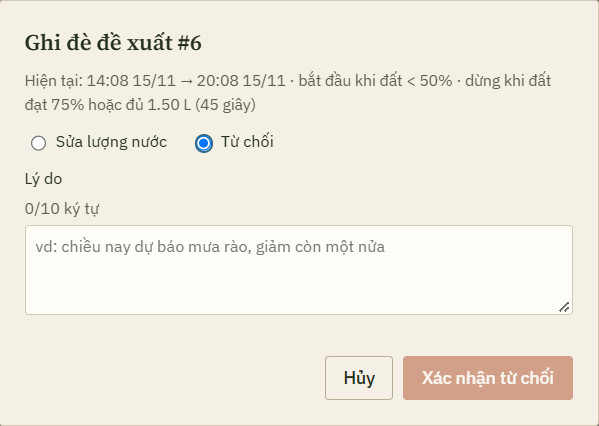 Ghi đè đề xuất #6
Hiện tại: 14:08 15/11 → 20:08 15/11 · bắt đầu khi đất < 50% · dừng khi đất
đạt 75% hoặc đủ 1.50 L (45 giây)
Sửa lượng nước Từ chối
Lý do
0/10 ký tự
vd: chiều nay dự báo mưa rào, giảm còn một nửa
Hủy Xác nhận từ chối